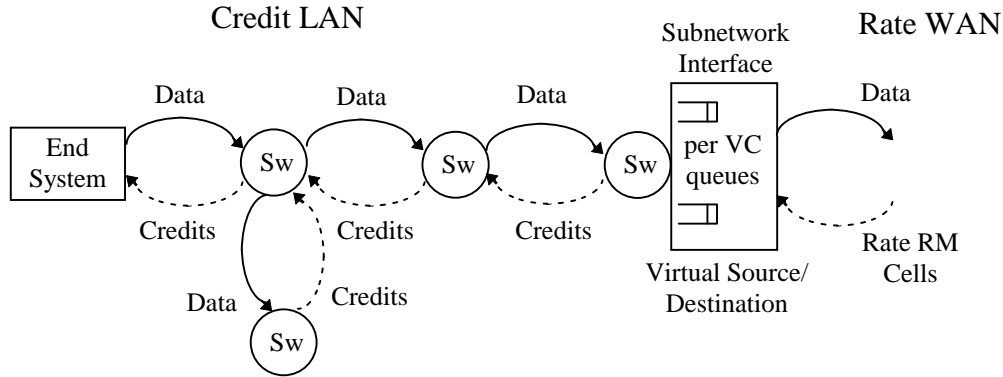 Credit LAN
Rate WAN
Subnetwork
Interface
Data
Data
Data
Data
End
System
Sw
Sw
Sw
per VC
queues
Credits
Credits
Credits
Rate RM
Cells
Virtual Source/
Destination
Data
Credits
Sw